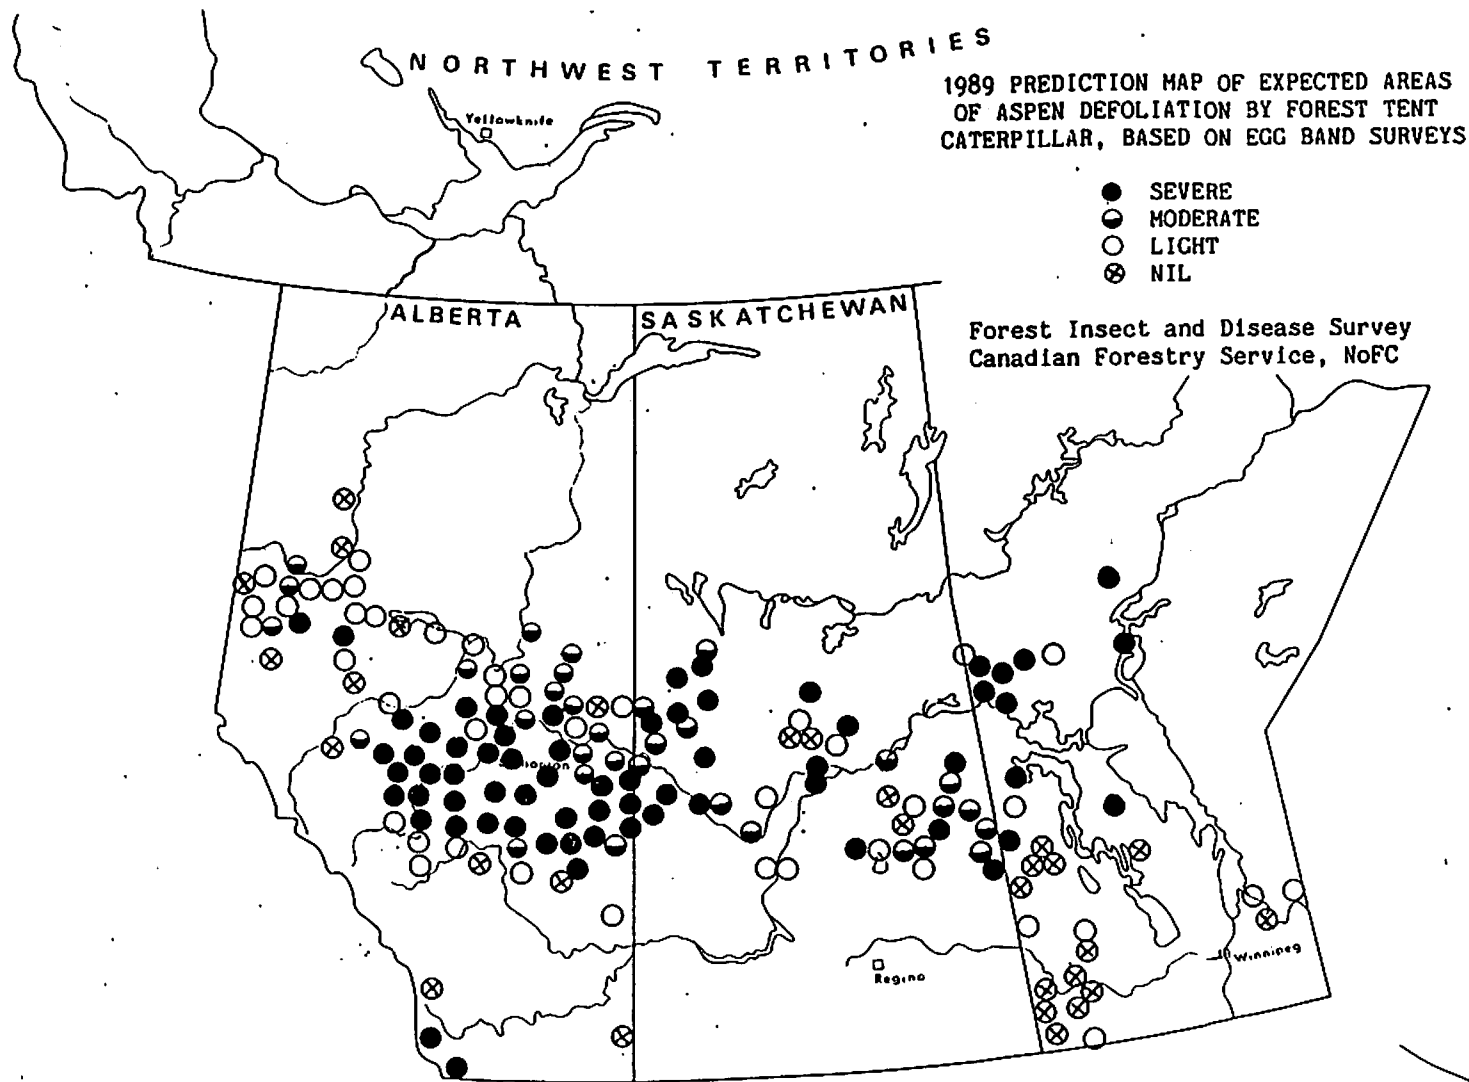 NORTHWEST TERRITORIES
1989 PREDICTION MAP OF EXPECTED AREAS
OF ASPEN DEFOLIATION BY FOREST TENT
CATERPILLAR, BASED ON EGG BAND SURVEYS
Yellowknife
SEVERE
MODERATE
LIGHT
NIL
ALBERTA
SASKATCHEWAN
Forest Insect and Disease Survey
Canadian Forestry Service, NoFC
Winnipeg
Regina